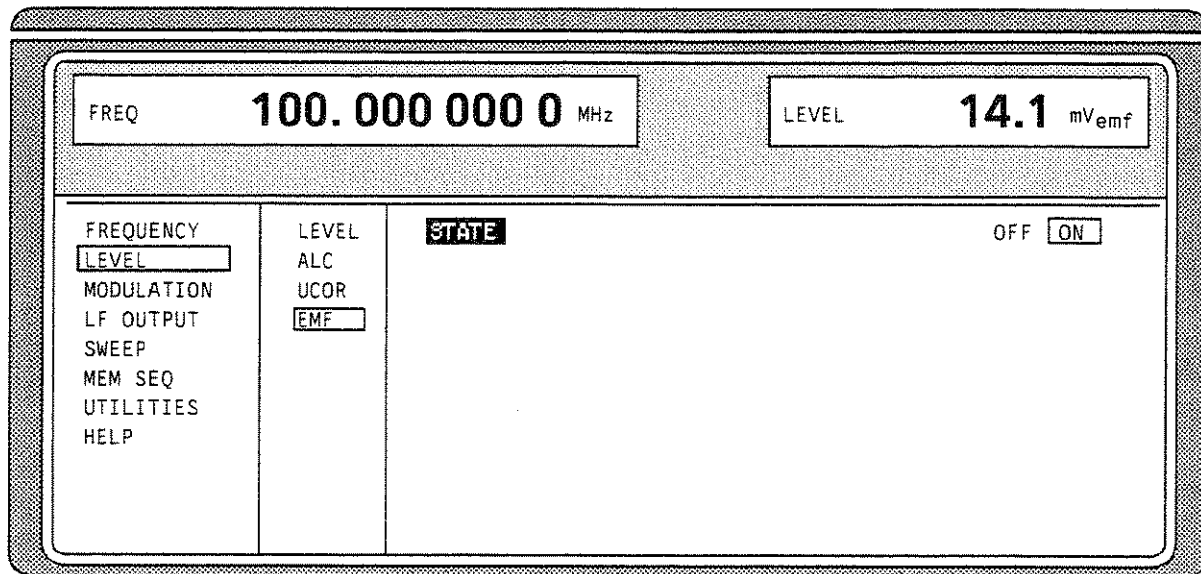 FREQ 100. 000 000 0 MHz
LEVEL 14.1 mVemf
FREQUENCY
LEVEL
MODULATION
LF OUTPUT
SWEEP
MEM SEQ
UTILITIES
HELP
LEVEL
ALC
UCOR
EMF
STATE OFF ON